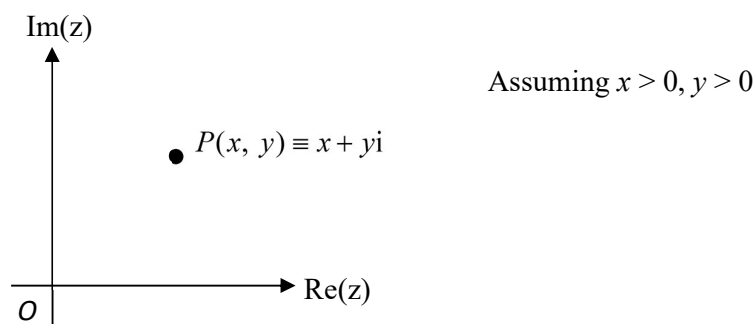 Im(z)
Assuming x > 0, y > 0
P(x, y) ≡ x + yi
Re(z)
O